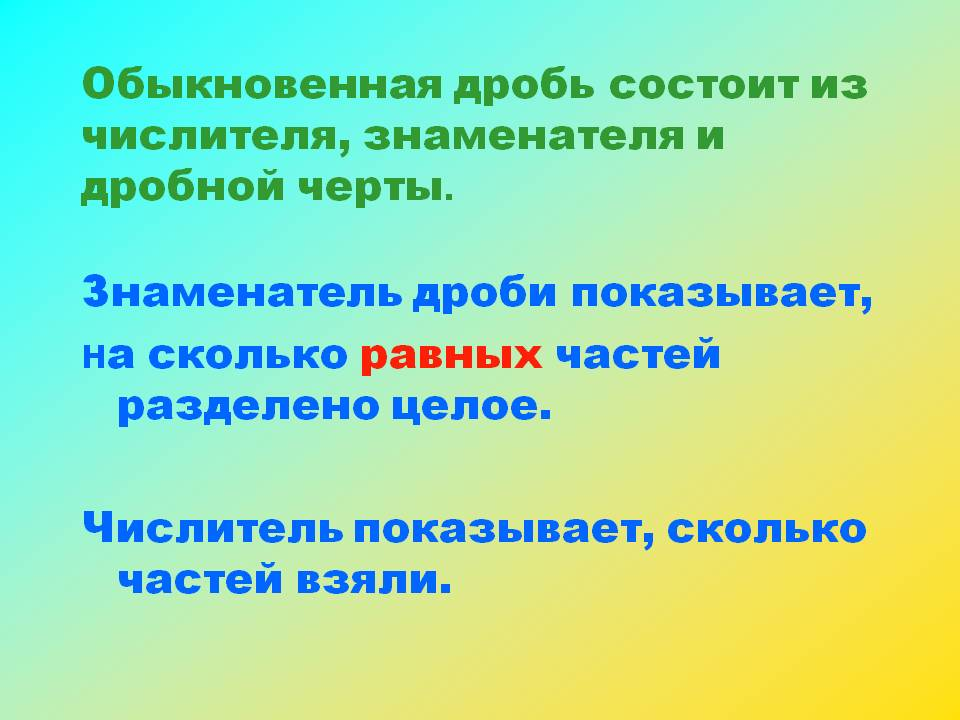 Обыкновенная дробь состоит из
числителя, знаменателя и
дробной черты.
Знаменатель дроби показывает,
на сколько равных частей
разделено целое.
Числитель показывает, сколько
частей взяли.